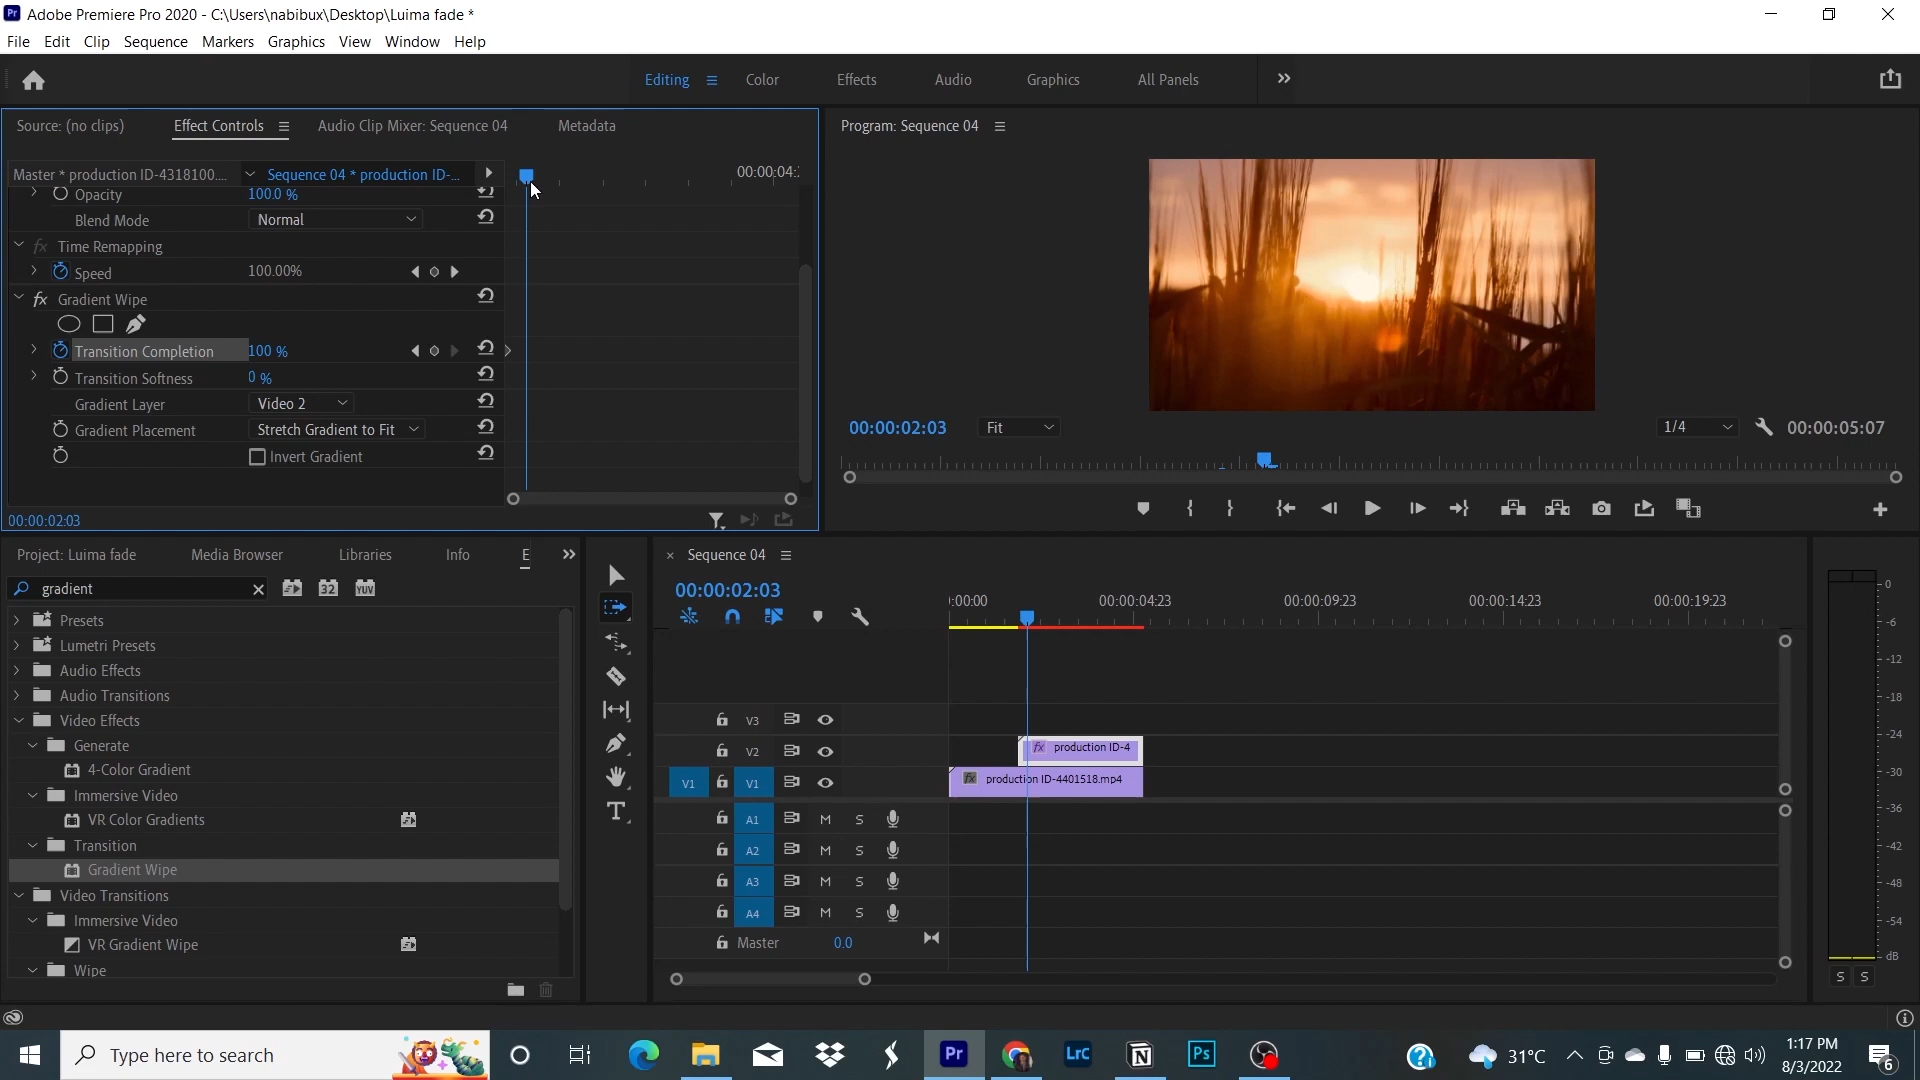 Adobe Premiere Pro 2020 - C:\Users\nabibux\Desktop\Luima fade *
File Edit Clip Sequence Markers Graphics View Window Help
Editing Color Effects Audio Graphics All Panels
Source: (no clips) Effect Controls Audio Clip Mixer: Sequence 04 Metadata
Program: Sequence 04
Master * production ID-4318100.... Sequence 04 * production ID-...
00:00:04:
Opacity 100.0 %
Blend Mode Normal
fx Time Remapping
Speed 100.00%
fx Gradient Wipe
Transition Completion 100 %
Transition Softness 0 %
Gradient Layer Video 2
Gradient Placement Stretch Gradient to Fit
Invert Gradient
00:00:02:03
00:00:02:03 Fit 1/4 00:00:05:07
Project: Luima fade Media Browser Libraries Info E
gradient 32 YUV
Presets
Lumetri Presets
Audio Effects
Audio Transitions
Video Effects
Generate
4-Color Gradient
Immersive Video
VR Color Gradients
Transition
Gradient Wipe
Video Transitions
Immersive Video
VR Gradient Wipe
Wipe
× Sequence 04
00:00:02:03
:00:00 00:00:04:23 00:00:09:23 00:00:14:23 00:00:19:23
V3
V2 fx production ID-4
V1 V1 fx production ID-4401518.mp4
A1 M S
A2 M S
A3 M S
A4 M S
Master 0.0
0
-6
-12
-18
-24
-30
-36
-42
-48
-54
dB
S S
Type here to search
Pr Lrc N Ps
31°C
1:17 PM
8/3/2022
6